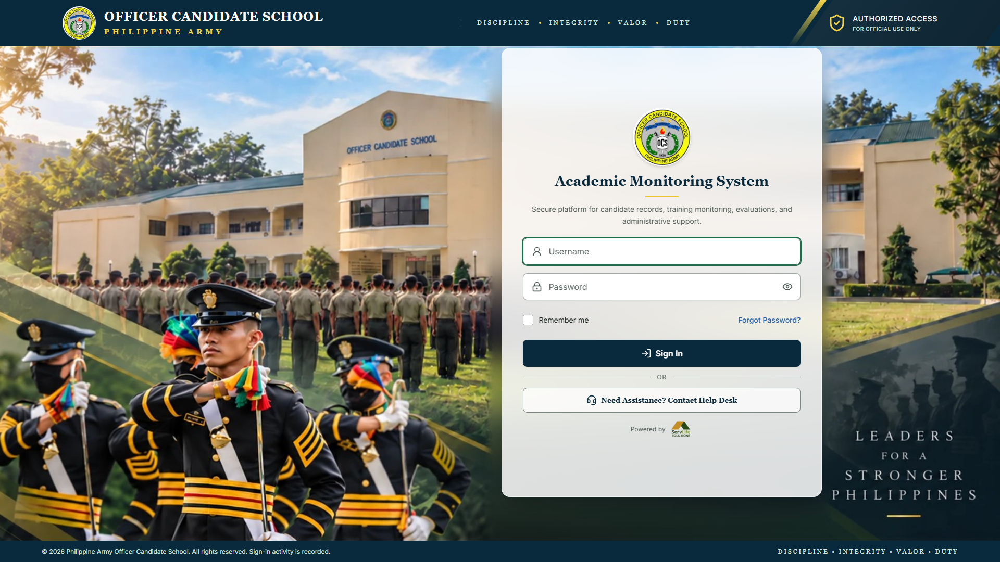 OFFICER CANDIDATE SCHOOL
PHILIPPINE ARMY
DISCIPLINE • INTEGRITY • VALOR • DUTY
AUTHORIZED ACCESS
FOR OFFICIAL USE ONLY
OFFICER CANDIDATE SCHOOL
OFFICER CANDIDATE SCHOOL
OCS
1936
PHILIPPINE ARMY
Academic Monitoring System
Secure platform for candidate records, training monitoring, evaluations, and
administrative support.
Username
Password
Remember me
Forgot Password?
Sign In
OR
Need Assistance? Contact Help Desk
Powered by
ServLife
SOLUTIONS
LEADERS
FOR A
STRONGER
PHILIPPINES
© 2026 Philippine Army Officer Candidate School. All rights reserved. Sign-in activity is recorded.
DISCIPLINE • INTEGRITY • VALOR • DUTY